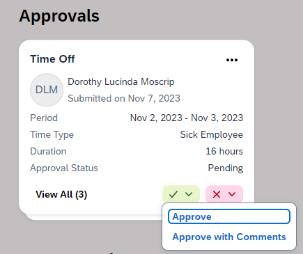 Approvals
Time Off
DLM
Dorothy Lucinda Moscrip
Submitted on Nov 7, 2023
Period Nov 2, 2023 - Nov 3, 2023
Time Type Sick Employee
Duration 16 hours
Approval Status Pending
View All (3)
Approve
Approve with Comments